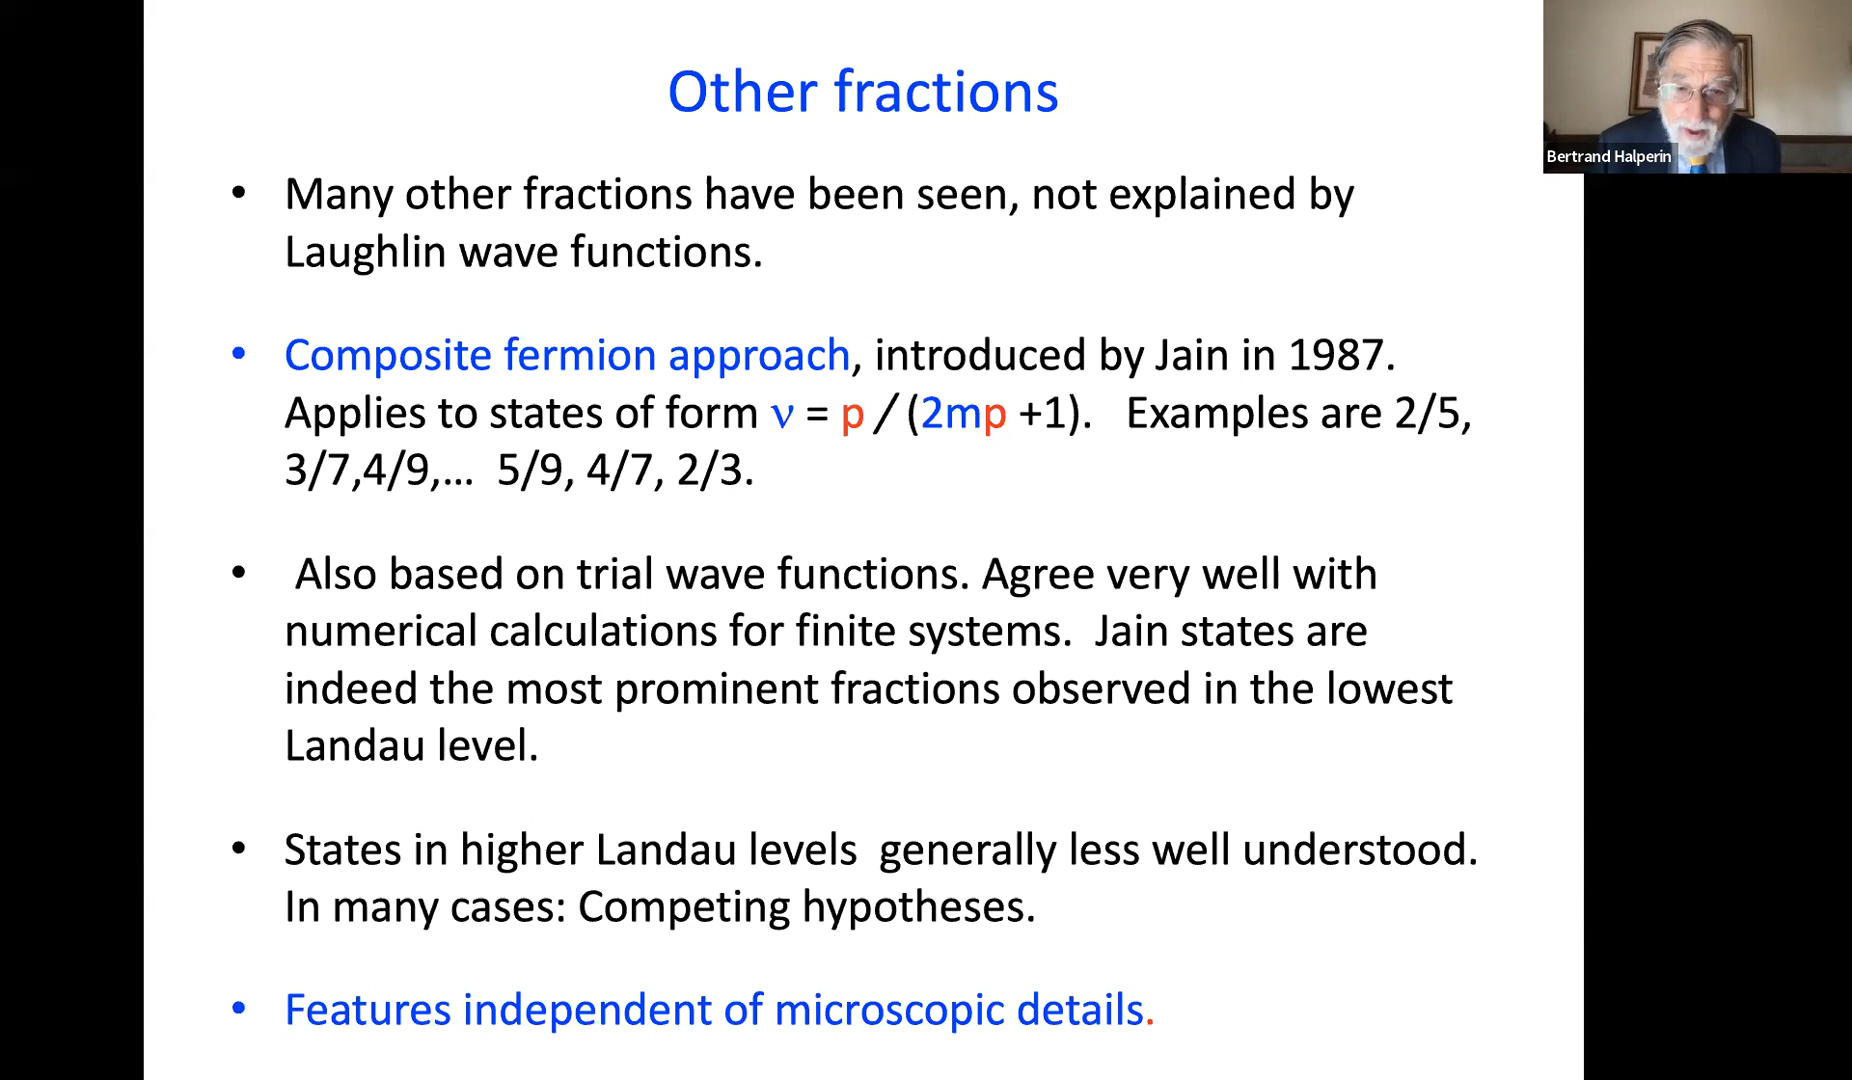 Other fractions
Bertrand Halperin
• Many other fractions have been seen, not explained by
Laughlin wave functions.
• Composite fermion approach, introduced by Jain in 1987.
Applies to states of form ν = p / (2mp +1). Examples are 2/5,
3/7,4/9,... 5/9, 4/7, 2/3.
• Also based on trial wave functions. Agree very well with
numerical calculations for finite systems. Jain states are
indeed the most prominent fractions observed in the lowest
Landau level.
• States in higher Landau levels generally less well understood.
In many cases: Competing hypotheses.
• Features independent of microscopic details.